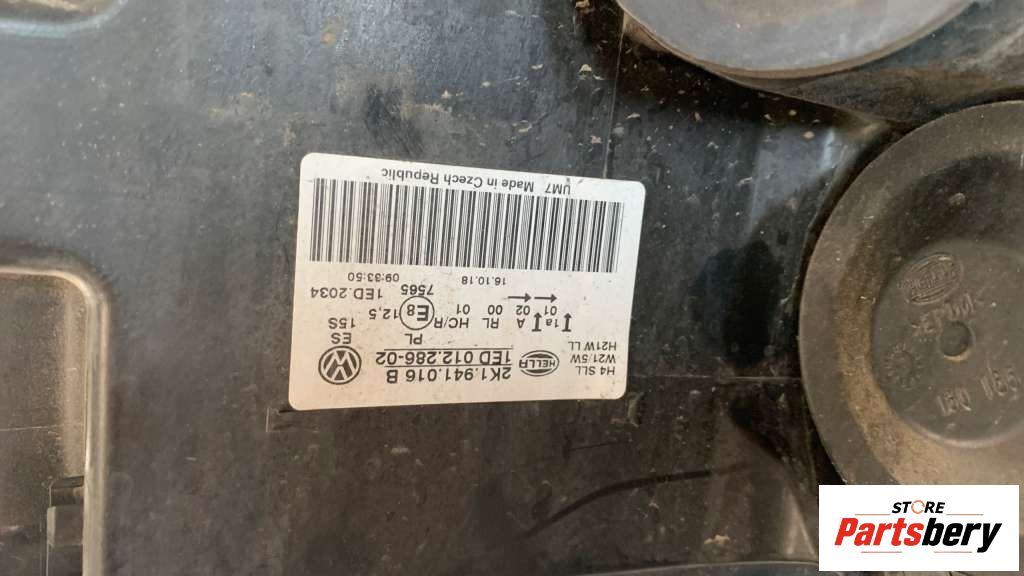 2K1.941.016 B
1ED 012.286-02
HELLA
H4 SLL
W21/5W
H21W LL
PL
ES
15S
1a A RL HC/R E8 12,5
01 02 00 01 7565 1ED.2034
16.10.18 09:33:50
UM7 Made in Czech Republic
HELLA
STORE
Partsbery